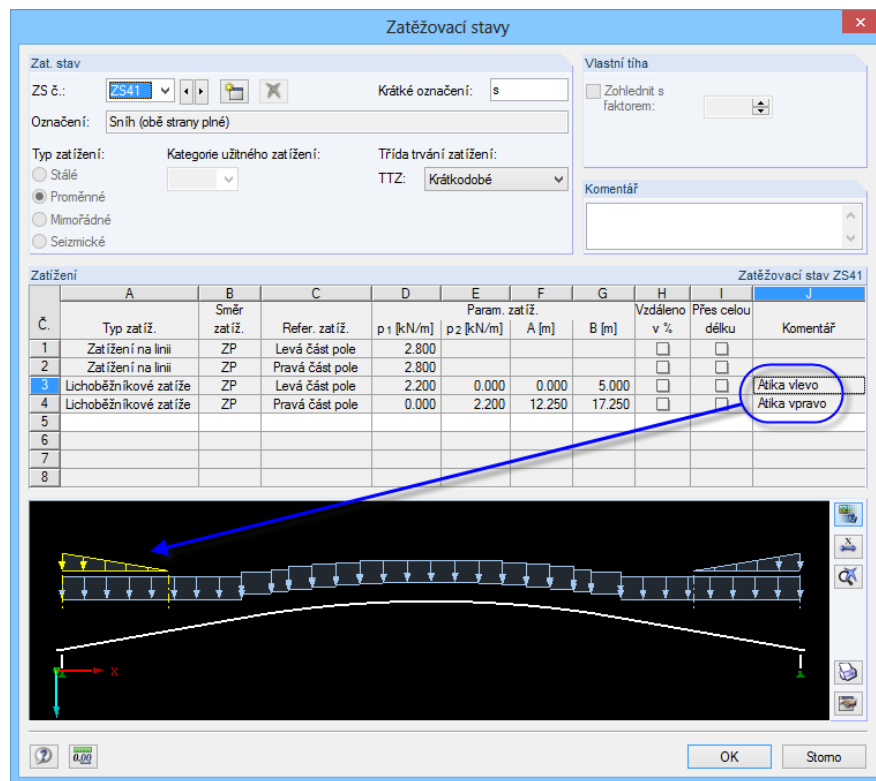 Zatěžovací stavy
Zat. stav
ZS č.: ZS41 Krátké označení: s
Označení: Sníh (obě strany plné)
Typ zatížení: Kategorie užitného zatížení: Třída trvání zatížení:
Stálé
TTZ: Krátkodobé
Proměnné
Mimořádné
Seizmické
Vlastní tíha
Zohlednit s
faktorem:
Komentář
Zatížení Zatěžovací stav ZS41
A B C D E F G H I J
Směr Param. zatíž. Vzdáleno Přes celou
Č. Typ zatíž. zatíž. Refer. zatíž. p1 [kN/m] p2 [kN/m] A [m] B [m] v % délku Komentář
1 Zatížení na linii ZP Levá část pole 2.800
2 Zatížení na linii ZP Pravá část pole 2.800
3 Lichoběžníkové zatíže ZP Levá část pole 2.200 0.000 0.000 5.000 Atika vlevo
4 Lichoběžníkové zatíže ZP Pravá část pole 0.000 2.200 12.250 17.250 Atika vpravo
5
6
7
8
X
x
0.00
OK Storno